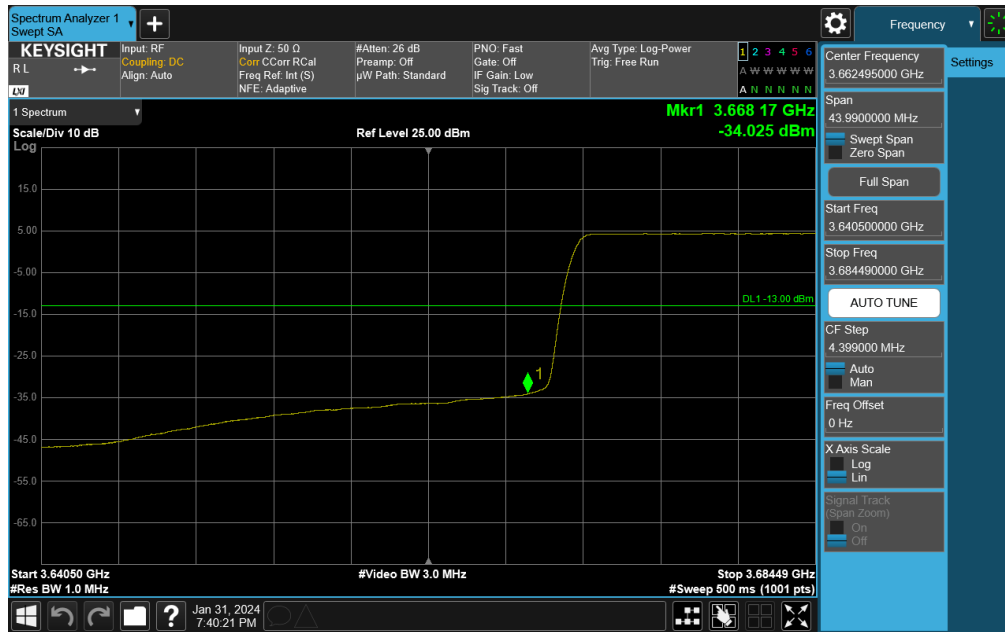 Spectrum Analyzer 1
Swept SA
Frequency
KEYSIGHT
R L
LXI
Input: RF
Coupling: DC
Align: Auto
Input Z: 50 Ω
Corr CCorr RCal
Freq Ref: Int (S)
NFE: Adaptive
#Atten: 26 dB
Preamp: Off
µW Path: Standard
PNO: Fast
Gate: Off
IF Gain: Low
Sig Track: Off
Avg Type: Log-Power
Trig: Free Run
1 2 3 4 5 6
A W W W W W
A N N N N N
1 Spectrum
Scale/Div 10 dB
Log
Ref Level 25.00 dBm
Mkr1 3.668 17 GHz
-34.025 dBm
15.0
5.00
-5.00
DL1 -13.00 dBm
-15.0
-25.0
1
-35.0
-45.0
-55.0
-65.0
Start 3.64050 GHz
#Res BW 1.0 MHz
#Video BW 3.0 MHz
Stop 3.68449 GHz
#Sweep 500 ms (1001 pts)
?
Jan 31, 2024
7:40:21 PM
Center Frequency
3.662495000 GHz
Span
43.9900000 MHz
Swept Span
Zero Span
Full Span
Start Freq
3.640500000 GHz
Stop Freq
3.684490000 GHz
AUTO TUNE
CF Step
4.399000 MHz
Auto
Man
Freq Offset
0 Hz
X Axis Scale
Log
Lin
Signal Track
(Span Zoom)
On
Off
Settings